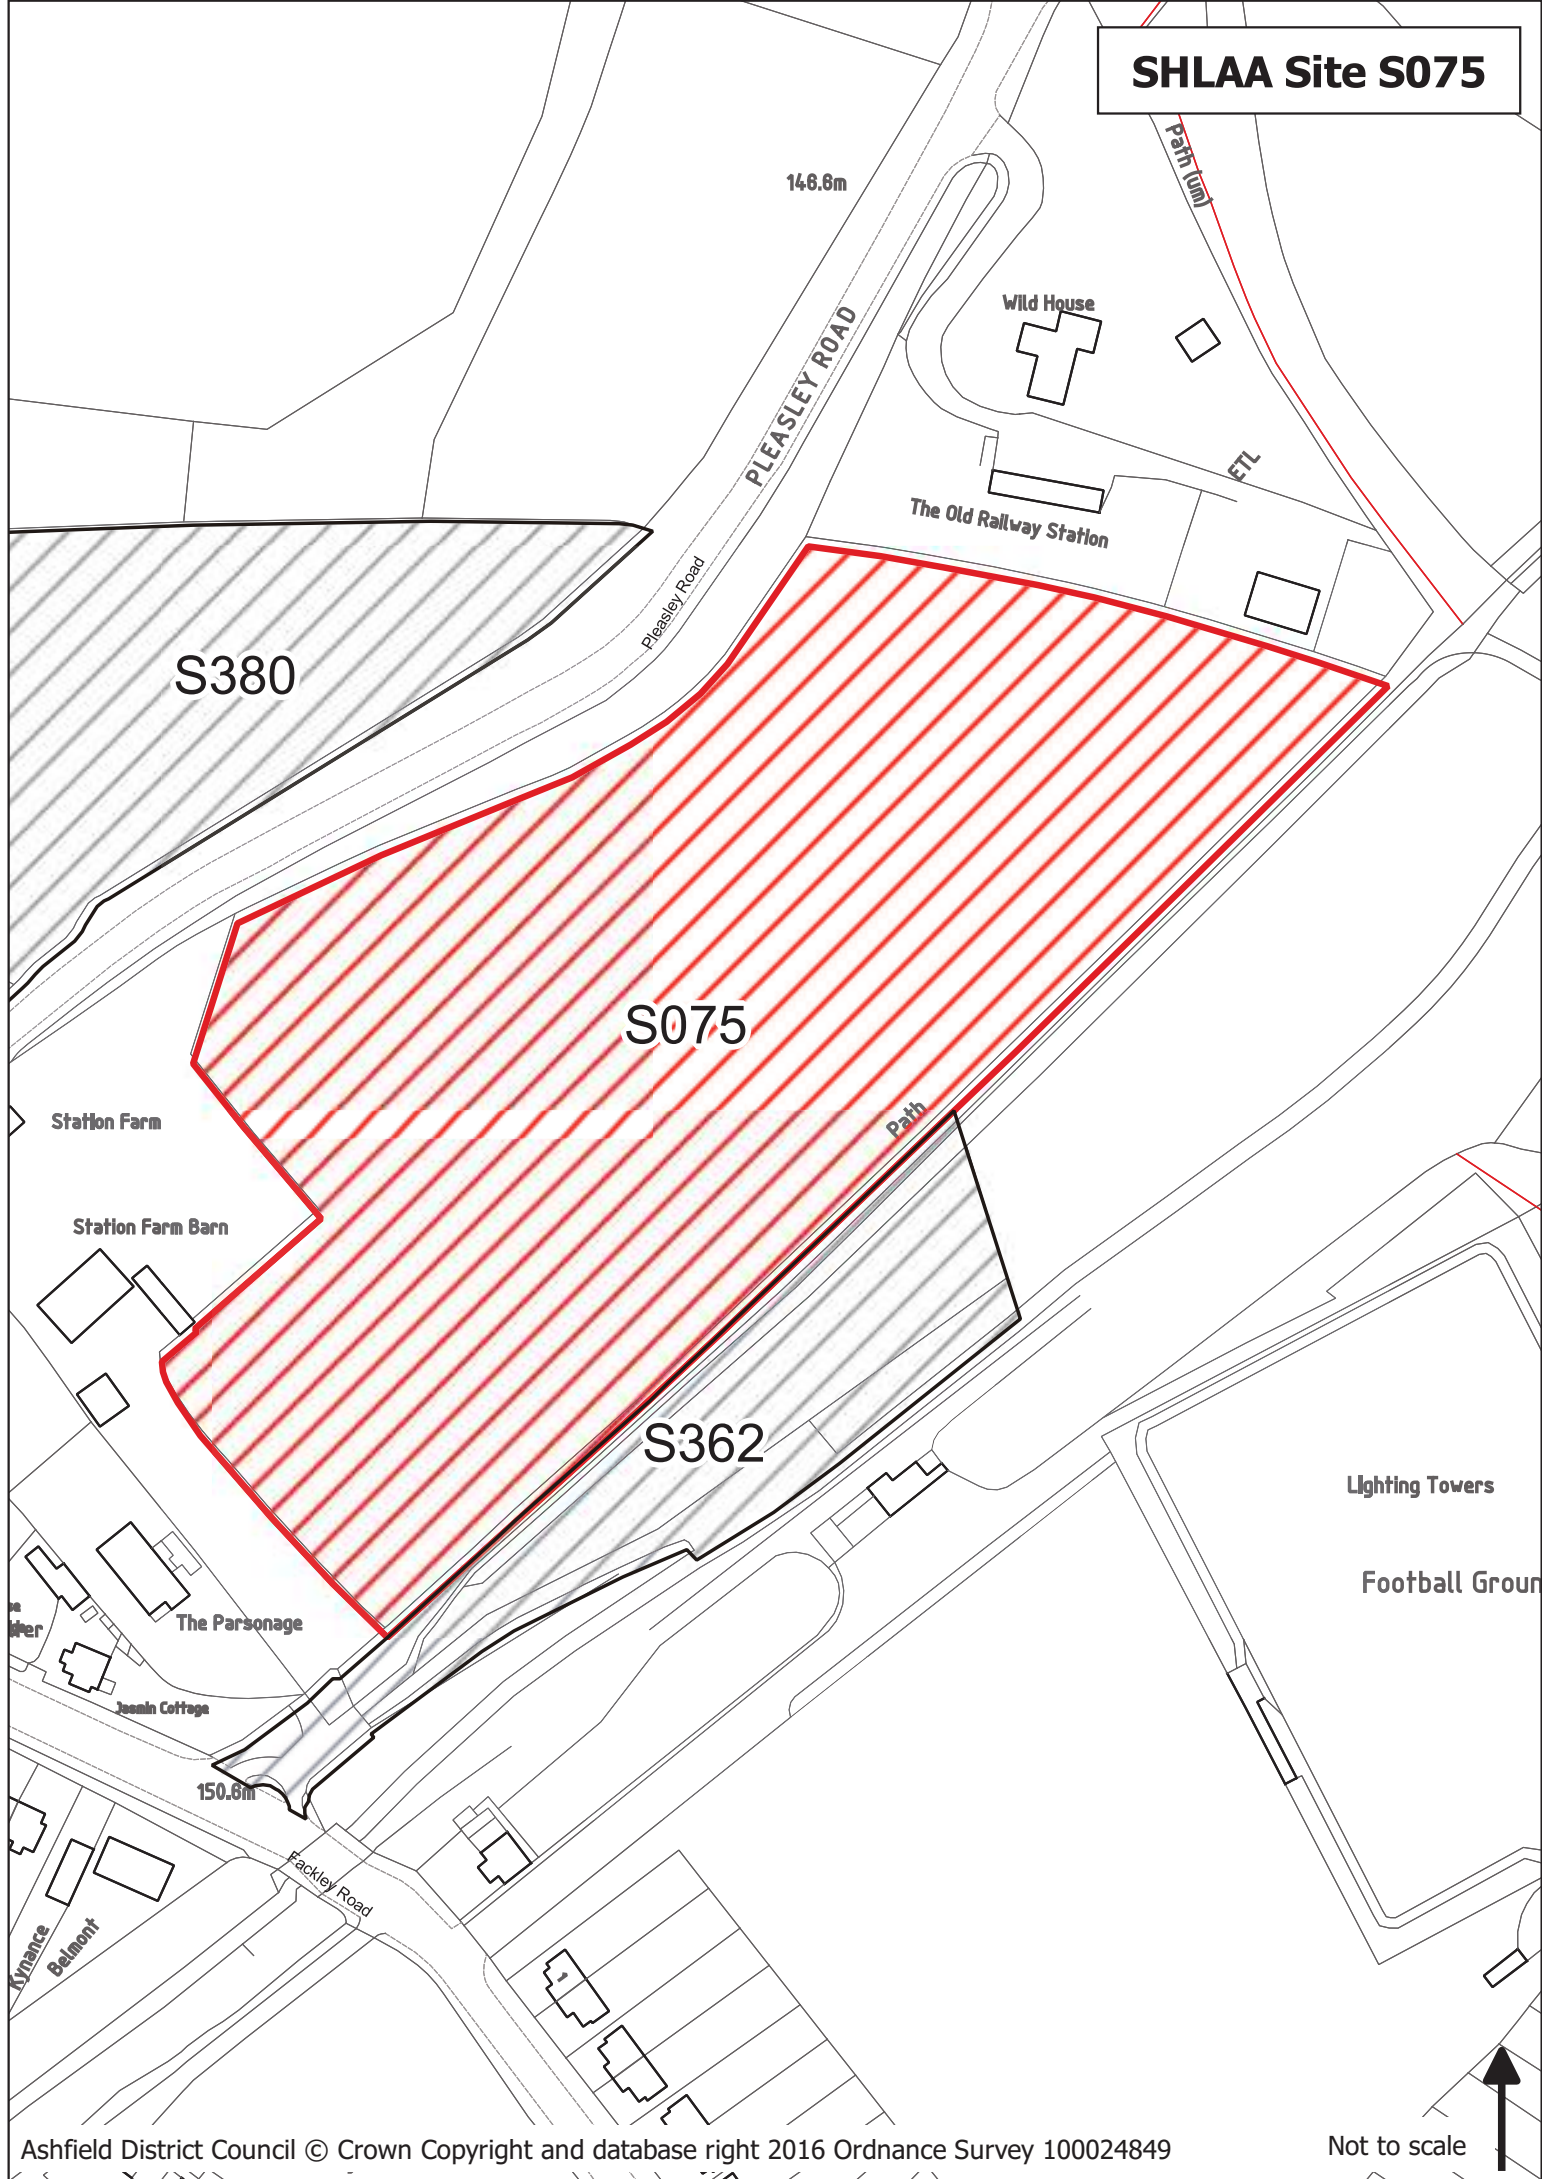 SHLAA Site S075
Path (um)
146.6m
Wild House
PLEASLEY ROAD
ETL
The Old Railway Station
Pleasley Road
S380
S075
Path
Station Farm
Station Farm Barn
S362
Lighting Towers
Football Groun
The Parsonage
Jasmin Cottage
150.6m
Fackley Road
Kynance
Belmont
1
Ashfield District Council © Crown Copyright and database right 2016 Ordnance Survey 100024849
Not to scale